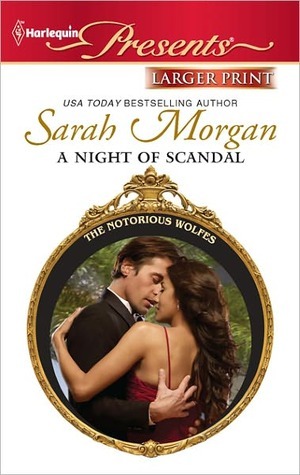 Harlequin
Presents
LARGER PRINT
USA TODAY BESTSELLING AUTHOR
Sarah Morgan
A NIGHT OF SCANDAL
THE NOTORIOUS WOLFES